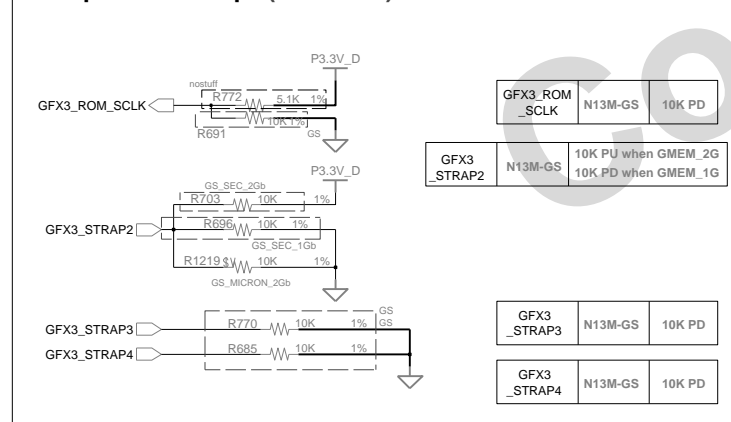 P3.3V_D
nostuff
R772 5.1K 1%
GFX3_ROM_SCLK
10K 1%
R691 GS
P3.3V_D
GS_SEC_2Gb
R703 10K 1%
R696 10K 1%
GFX3_STRAP2
GS_SEC_1Gb
R1219 10K 1%
GS_MICRON_2Gb
GS
GFX3_STRAP3 R770 10K 1% GS
GFX3_STRAP4 R685 10K 1%
GFX3_ROM
_SCLK N13M-GS 10K PD
GFX3
_STRAP2 N13M-GS 10K PU when GMEM_2G
10K PD when GMEM_1G
GFX3
_STRAP3 N13M-GS 10K PD
GFX3
_STRAP4 N13M-GS 10K PD